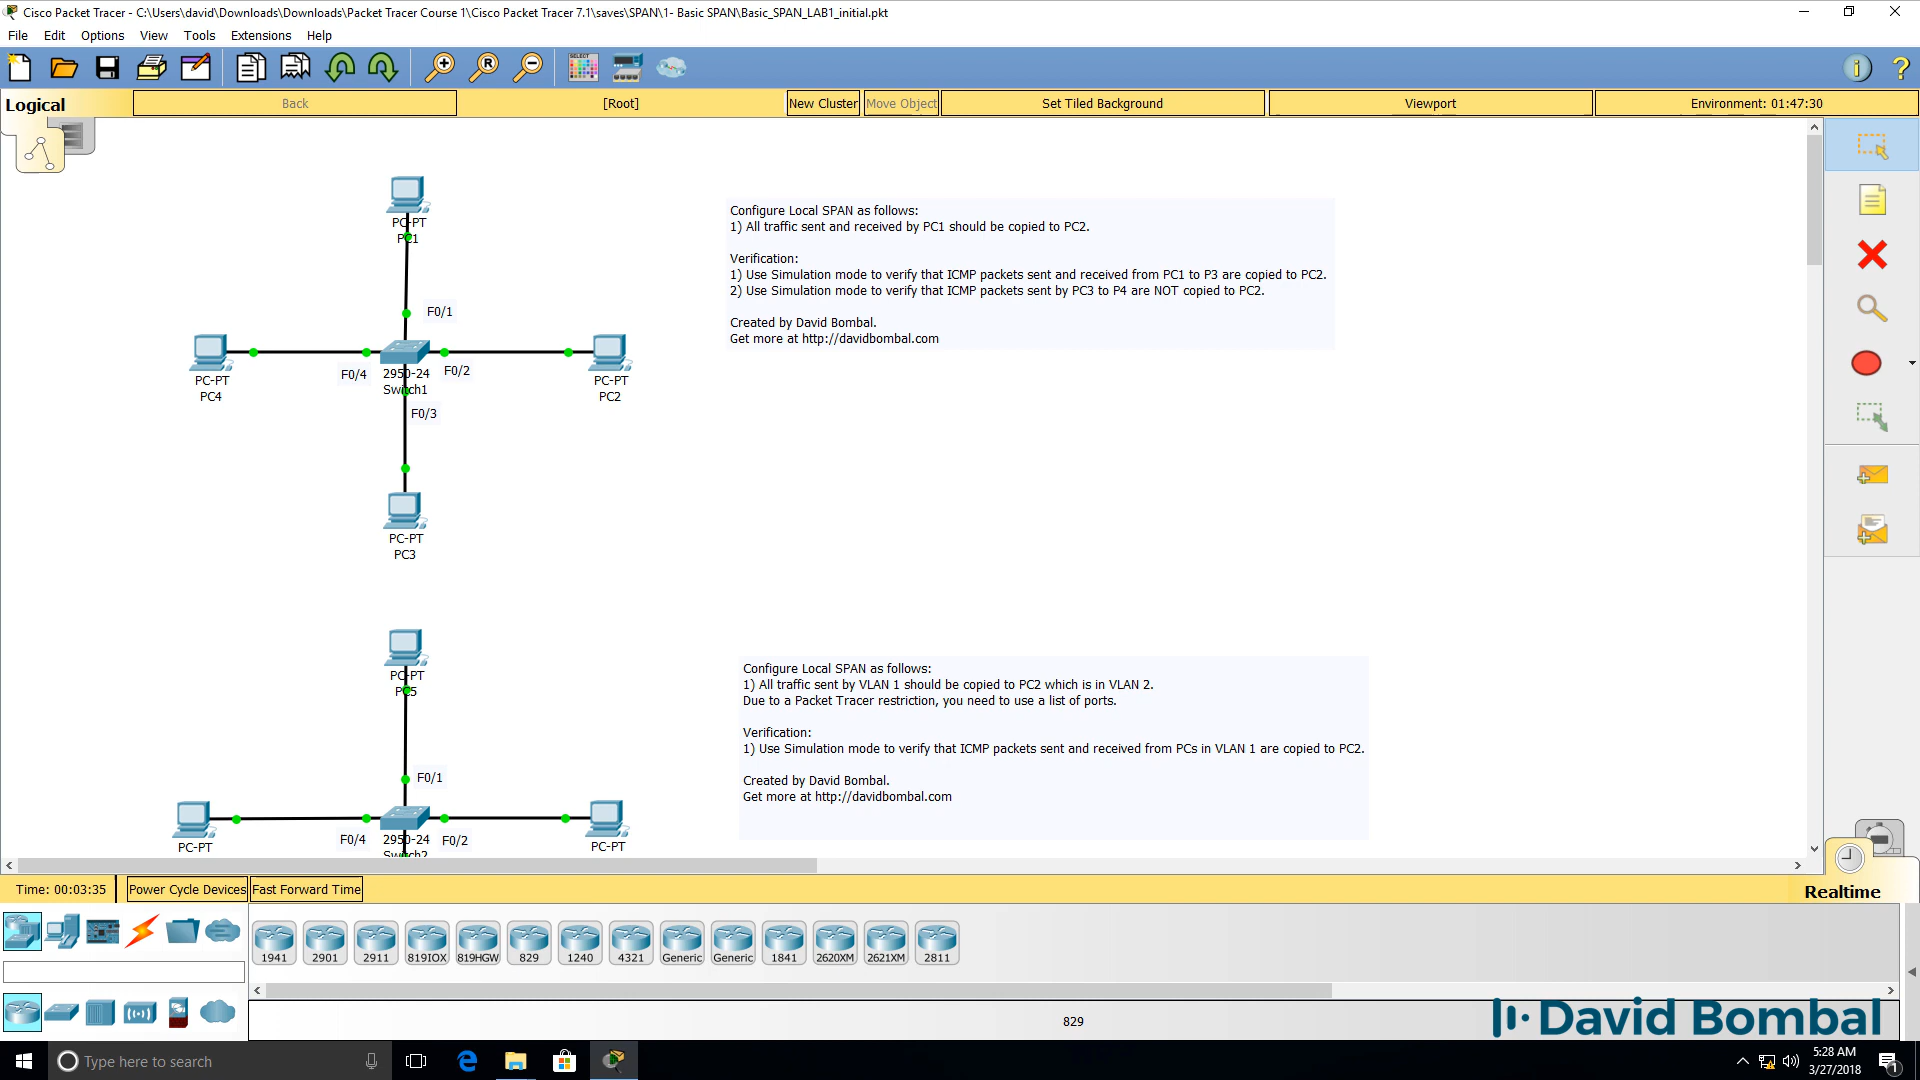 Cisco Packet Tracer - C:\Users\david\Downloads\Downloads\Packet Tracer Course 1\Cisco Packet Tracer 7.1\saves\SPAN\1- Basic SPAN\Basic_SPAN_LAB1_initial.pkt
File Edit Options View Tools Extensions Help
Logical Back [Root] New Cluster Move Object Set Tiled Background Viewport Environment: 01:47:30
PC-PT
PC1
F0/1
F0/4
2950-24
Switch1
F0/2
F0/3
PC-PT
PC4
PC-PT
PC2
PC-PT
PC3
Configure Local SPAN as follows:
1) All traffic sent and received by PC1 should be copied to PC2.
Verification:
1) Use Simulation mode to verify that ICMP packets sent and received from PC1 to P3 are copied to PC2.
2) Use Simulation mode to verify that ICMP packets sent by PC3 to P4 are NOT copied to PC2.
Created by David Bombal.
Get more at http://davidbombal.com
PC-PT
PC5
F0/1
F0/4
2950-24
Switch2
F0/2
PC-PT
PC-PT
Configure Local SPAN as follows:
1) All traffic sent by VLAN 1 should be copied to PC2 which is in VLAN 2.
Due to a Packet Tracer restriction, you need to use a list of ports.
Verification:
1) Use Simulation mode to verify that ICMP packets sent and received from PCs in VLAN 1 are copied to PC2.
Created by David Bombal.
Get more at http://davidbombal.com
Time: 00:03:35 Power Cycle Devices Fast Forward Time Realtime
1941 2901 2911 819IOX 819HGW 829 1240 4321 Generic Generic 1841 2620XM 2621XM 2811
829
David Bombal
Type here to search
5:28 AM
3/27/2018
1